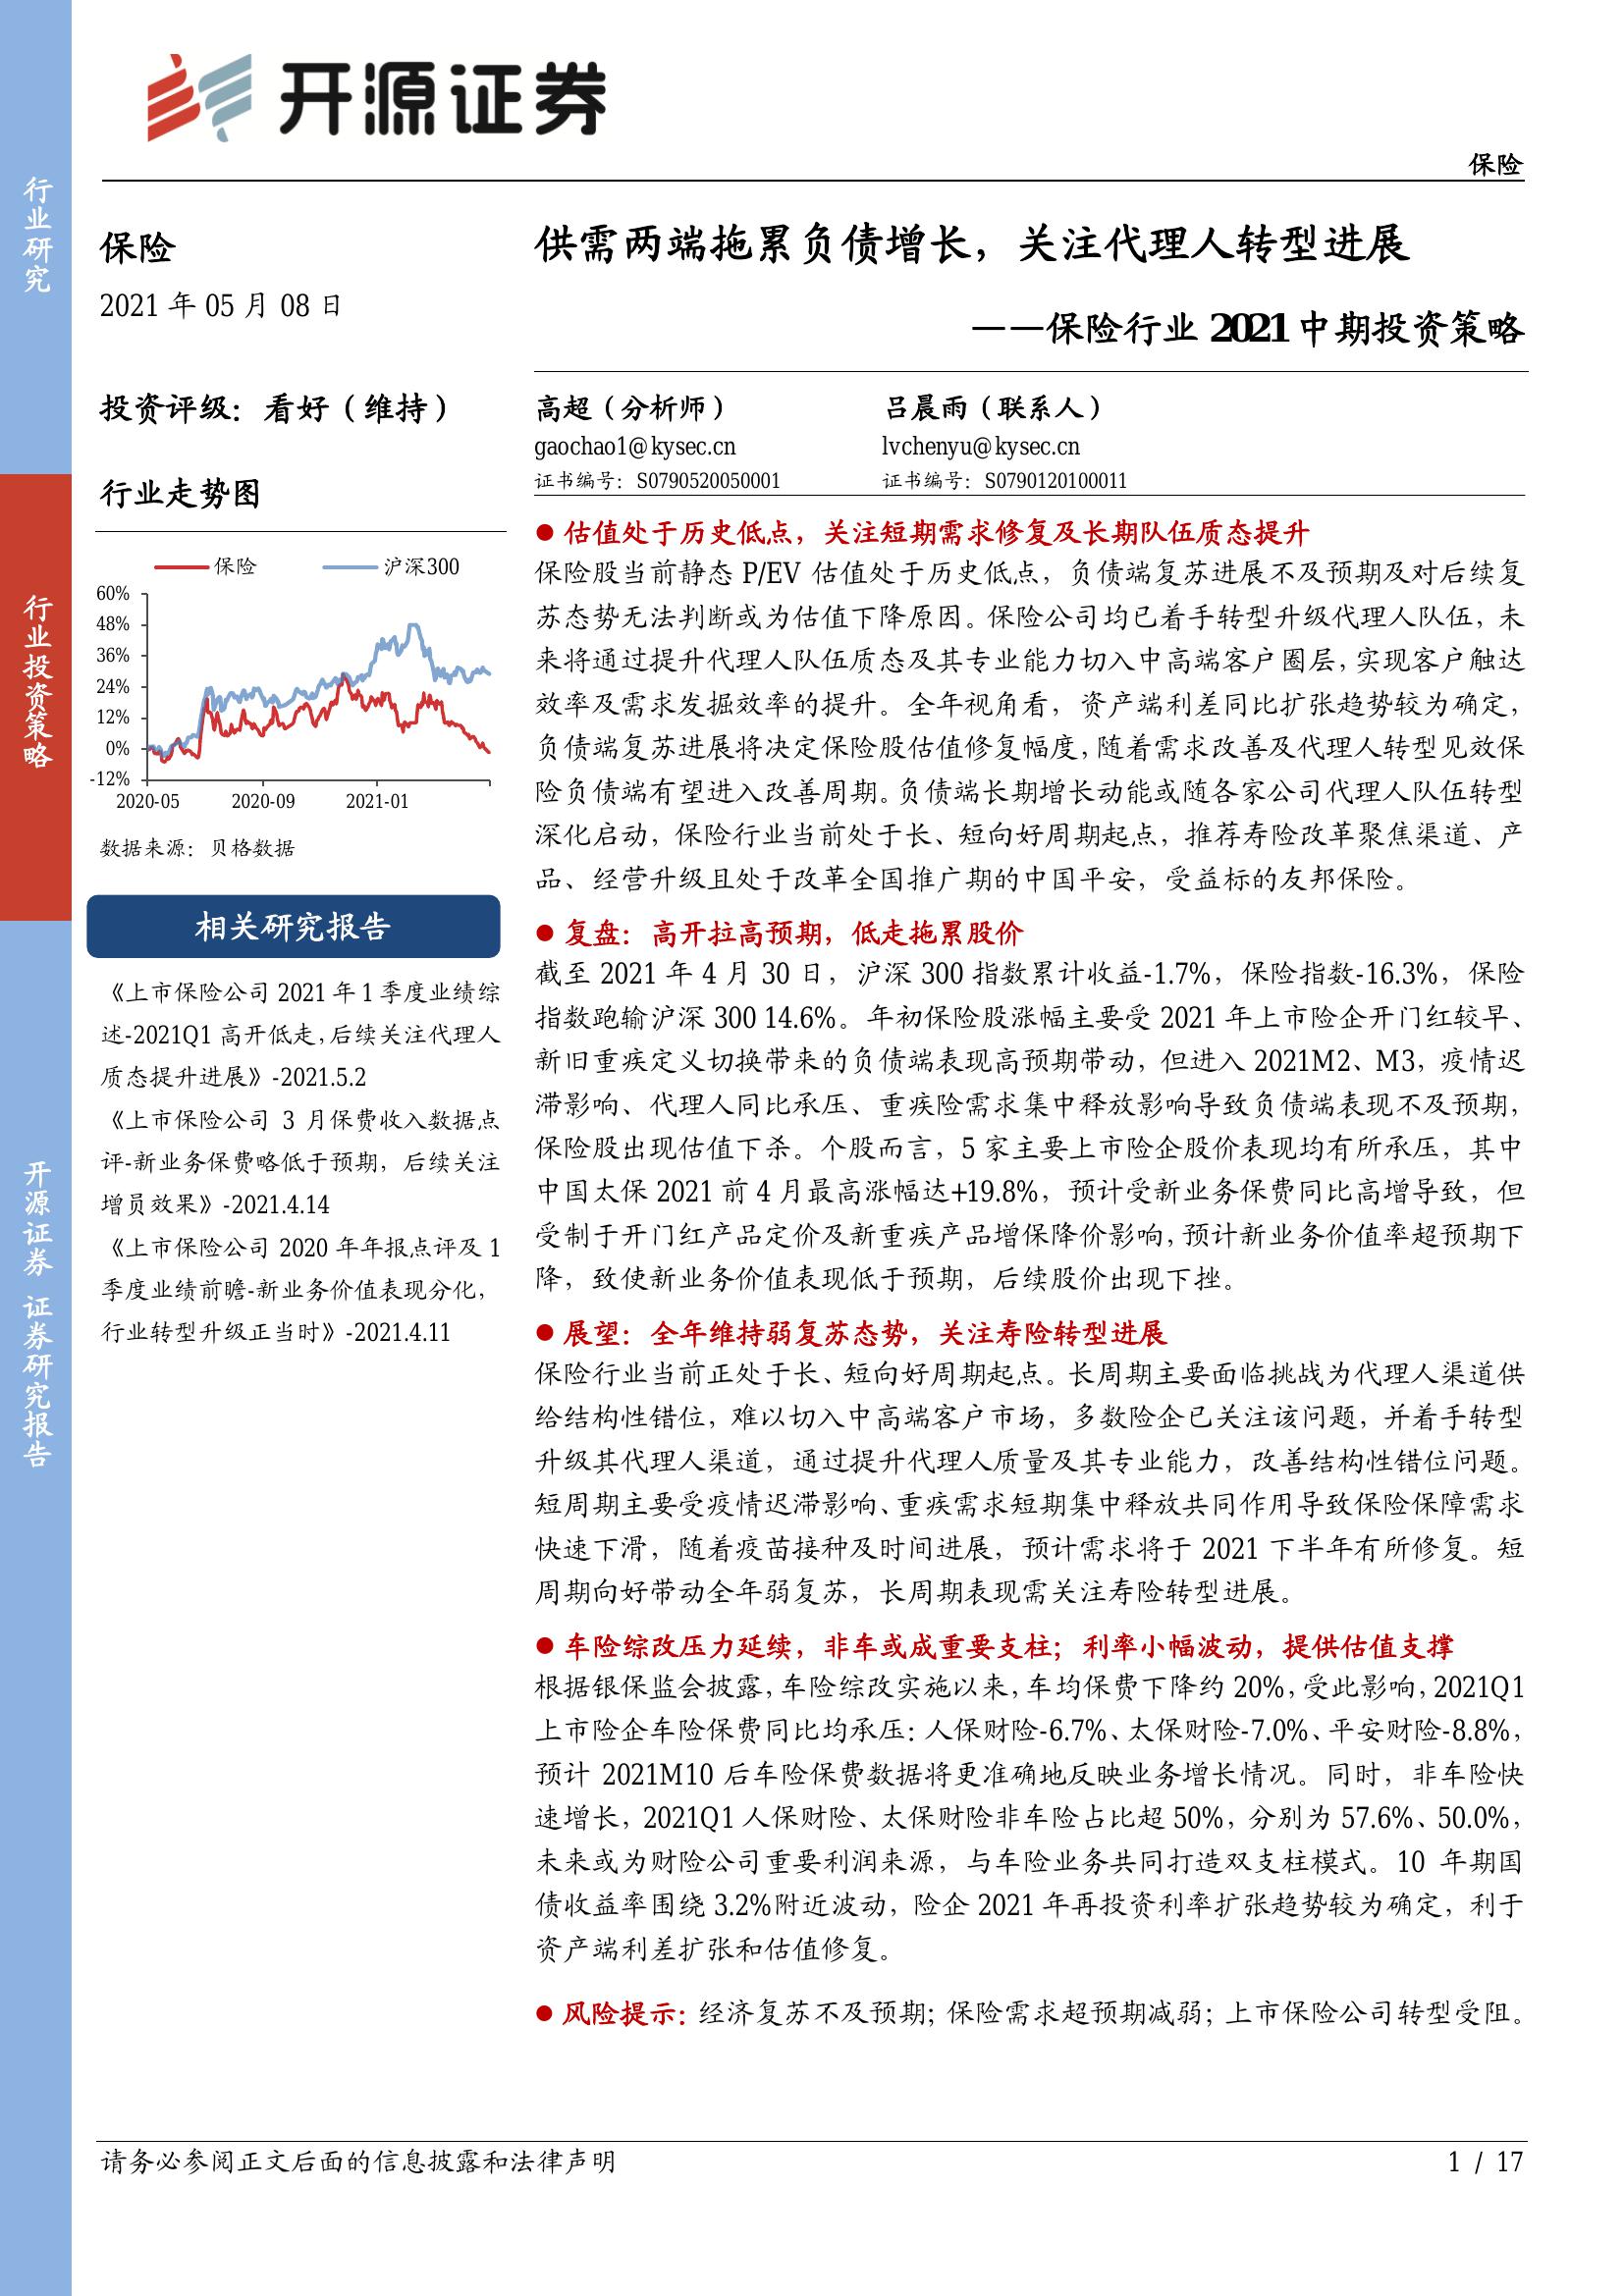 开源证券
保险
行业研究
行业投资策略
开源证券 证券研究报告
保险
2021 年 05 月 08 日
投资评级：看好（维持）
行业走势图
保险 沪深300
60%
48%
36%
24%
12%
0%
-12%
2020-05 2020-09 2021-01
数据来源：贝格数据
相关研究报告
《上市保险公司 2021 年 1 季度业绩综
述-2021Q1 高开低走，后续关注代理人
质态提升进展》-2021.5.2
《上市保险公司 3 月保费收入数据点
评-新业务保费略低于预期，后续关注
增员效果》-2021.4.14
《上市保险公司 2020 年年报点评及 1
季度业绩前瞻-新业务价值表现分化，
行业转型升级正当时》-2021.4.11
供需两端拖累负债增长，关注代理人转型进展
——保险行业 2021 中期投资策略
高超（分析师） 吕晨雨（联系人）
gaochao1@kysec.cn lvchenyu@kysec.cn
证书编号：S0790520050001 证书编号：S0790120100011
● 估值处于历史低点，关注短期需求修复及长期队伍质态提升
保险股当前静态 P/EV 估值处于历史低点，负债端复苏进展不及预期及对后续复
苏态势无法判断或为估值下降原因。保险公司均已着手转型升级代理人队伍，未
来将通过提升代理人队伍质态及其专业能力切入中高端客户圈层，实现客户触达
效率及需求发掘效率的提升。全年视角看，资产端利差同比扩张趋势较为确定，
负债端复苏进展将决定保险股估值修复幅度，随着需求改善及代理人转型见效保
险负债端有望进入改善周期。负债端长期增长动能或随各家公司代理人队伍转型
深化启动，保险行业当前处于长、短向好周期起点，推荐寿险改革聚焦渠道、产
品、经营升级且处于改革全国推广期的中国平安，受益标的友邦保险。
● 复盘：高开拉高预期，低走拖累股价
截至 2021 年 4 月 30 日，沪深 300 指数累计收益-1.7%，保险指数-16.3%，保险
指数跑输沪深 300 14.6%。年初保险股涨幅主要受 2021 年上市险企开门红较早、
新旧重疾定义切换带来的负债端表现高预期带动，但进入 2021M2、M3，疫情迟
滞影响、代理人同比承压、重疾险需求集中释放影响导致负债端表现不及预期，
保险股出现估值下杀。个股而言，5 家主要上市险企股价表现均有所承压，其中
中国太保 2021 前 4 月最高涨幅达+19.8%，预计受新业务保费同比高增导致，但
受制于开门红产品定价及新重疾产品增保降价影响，预计新业务价值率超预期下
降，致使新业务价值表现低于预期，后续股价出现下挫。
● 展望：全年维持弱复苏态势，关注寿险转型进展
保险行业当前正处于长、短向好周期起点。长周期主要面临挑战为代理人渠道供
给结构性错位，难以切入中高端客户市场，多数险企已关注该问题，并着手转型
升级其代理人渠道，通过提升代理人质量及其专业能力，改善结构性错位问题。
短周期主要受疫情迟滞影响、重疾需求短期集中释放共同作用导致保险保障需求
快速下滑，随着疫苗接种及时间进展，预计需求将于 2021 下半年有所修复。短
周期向好带动全年弱复苏，长周期表现需关注寿险转型进展。
● 车险综改压力延续，非车或成重要支柱；利率小幅波动，提供估值支撑
根据银保监会披露，车险综改实施以来，车均保费下降约 20%，受此影响，2021Q1
上市险企车险保费同比均承压：人保财险-6.7%、太保财险-7.0%、平安财险-8.8%，
预计 2021M10 后车险保费数据将更准确地反映业务增长情况。同时，非车险快
速增长，2021Q1 人保财险、太保财险非车险占比超 50%，分别为 57.6%、50.0%，
未来或为财险公司重要利润来源，与车险业务共同打造双支柱模式。10 年期国
债收益率围绕 3.2%附近波动，险企 2021 年再投资利率扩张趋势较为确定，利于
资产端利差扩张和估值修复。
● 风险提示：经济复苏不及预期；保险需求超预期减弱；上市保险公司转型受阻。
请务必参阅正文后面的信息披露和法律声明 1 / 17